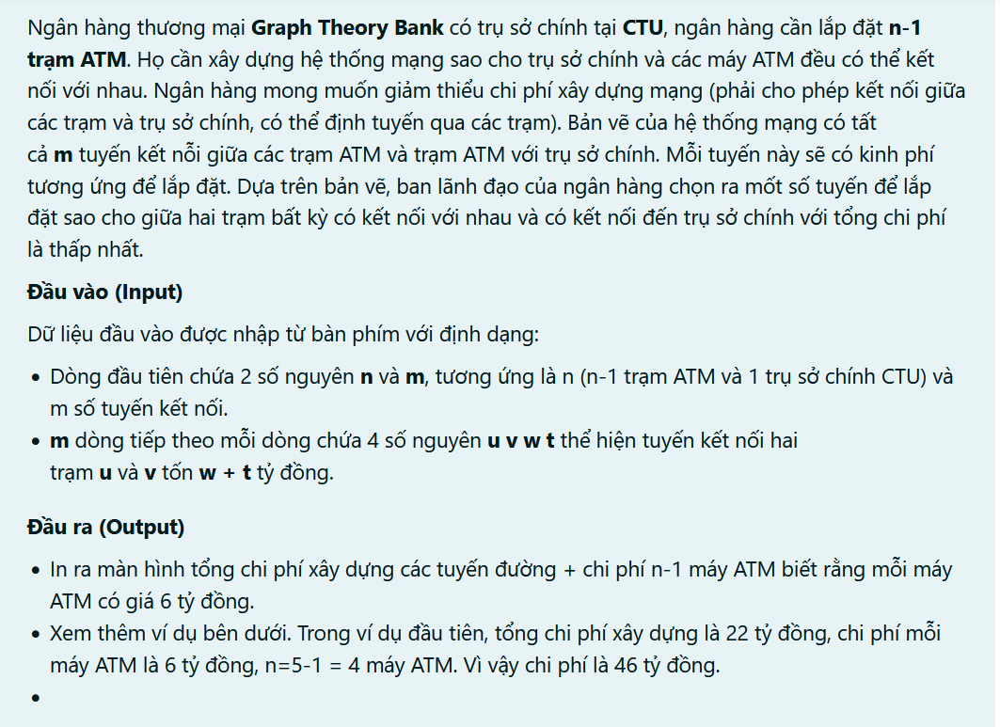 Ngân hàng thương mại Graph Theory Bank có trụ sở chính tại CTU, ngân hàng cần lắp đặt n-1
trạm ATM. Họ cần xây dựng hệ thống mạng sao cho trụ sở chính và các máy ATM đều có thể kết
nối với nhau. Ngân hàng mong muốn giảm thiểu chi phí xây dựng mạng (phải cho phép kết nối giữa
các trạm và trụ sở chính, có thể định tuyến qua các trạm). Bản vẽ của hệ thống mạng có tất
cả m tuyến kết nỗi giữa các trạm ATM và trạm ATM với trụ sở chính. Mỗi tuyến này sẽ có kinh phí
tương ứng để lắp đặt. Dựa trên bản vẽ, ban lãnh đạo của ngân hàng chọn ra mốt số tuyến để lắp
đặt sao cho giữa hai trạm bất kỳ có kết nối với nhau và có kết nối đến trụ sở chính với tổng chi phí
là thấp nhất.
Đầu vào (Input)
Dữ liệu đầu vào được nhập từ bàn phím với định dạng:
• Dòng đầu tiên chứa 2 số nguyên n và m, tương ứng là n (n-1 trạm ATM và 1 trụ sở chính CTU) và
m số tuyến kết nối.
• m dòng tiếp theo mỗi dòng chứa 4 số nguyên u v w t thể hiện tuyến kết nối hai
trạm u và v tốn w + t tỷ đồng.
Đầu ra (Output)
• In ra màn hình tổng chi phí xây dựng các tuyến đường + chi phí n-1 máy ATM biết rằng mỗi máy
ATM có giá 6 tỷ đồng.
• Xem thêm ví dụ bên dưới. Trong ví dụ đầu tiên, tổng chi phí xây dựng là 22 tỷ đồng, chi phí mỗi
máy ATM là 6 tỷ đồng, n=5-1 = 4 máy ATM. Vì vậy chi phí là 46 tỷ đồng.
•